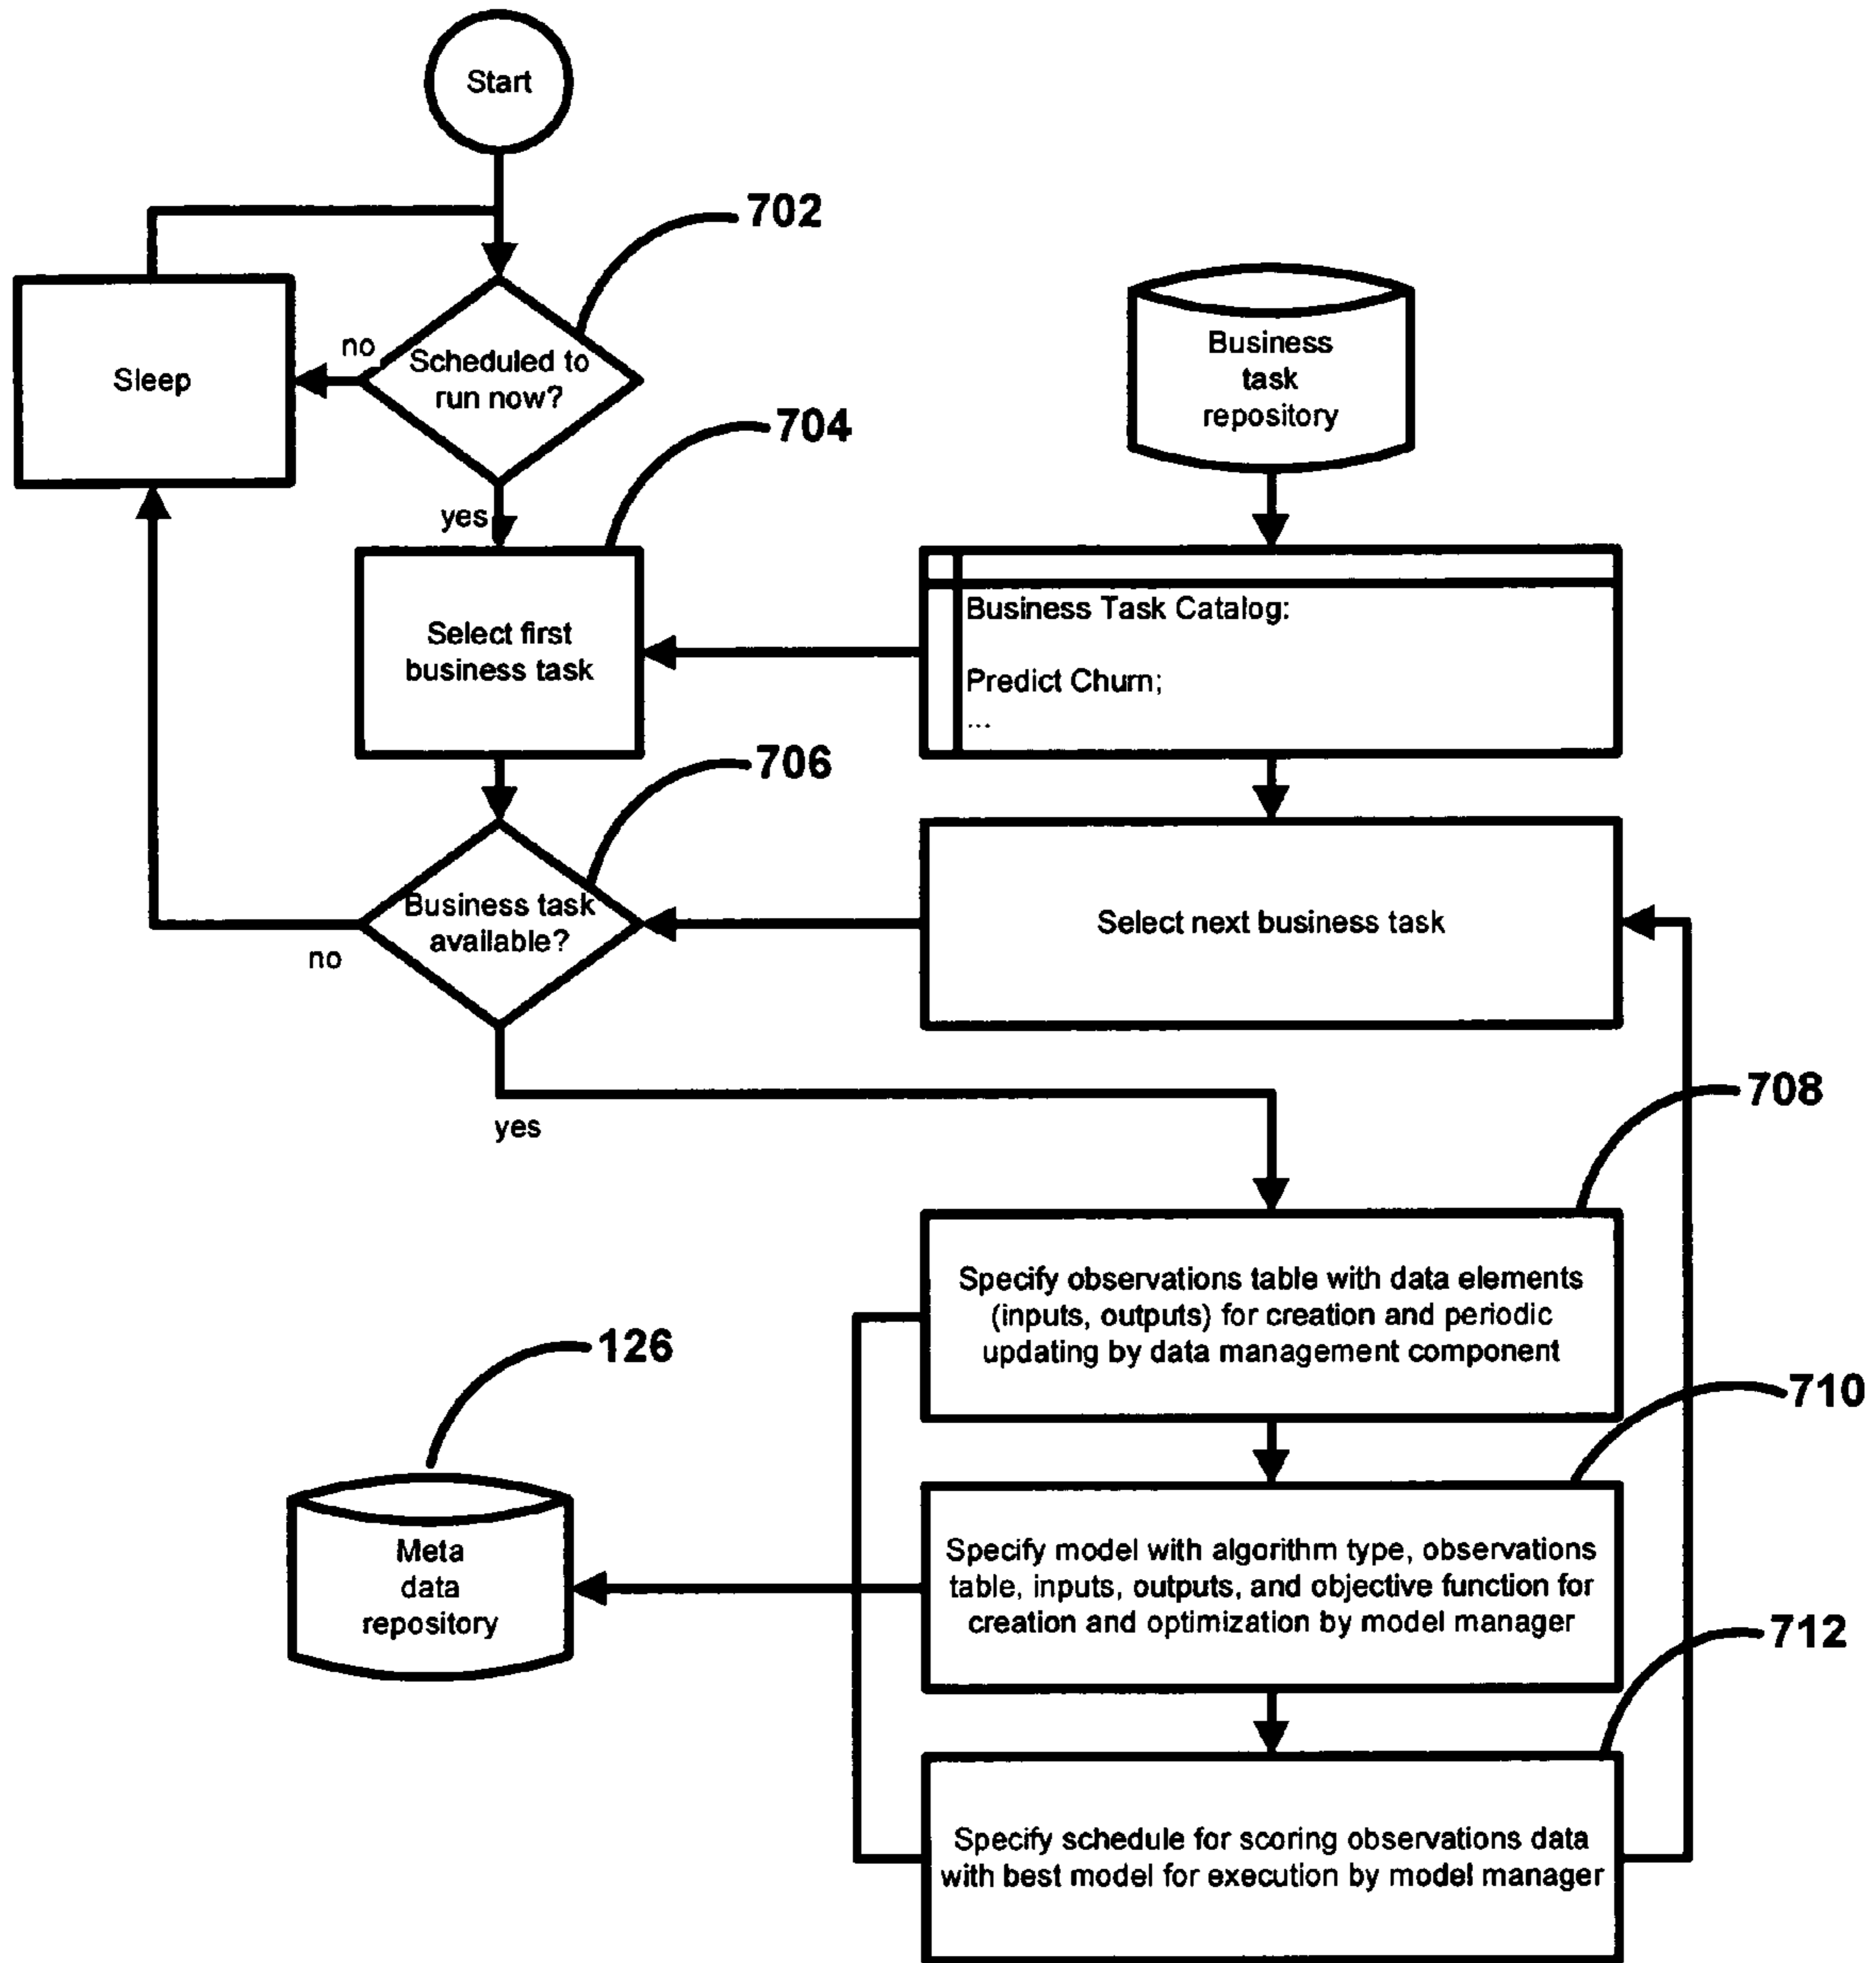 Start
702
Scheduled to
run now?
no
Sleep
yes
704
Business
task
repository
Select first
business task
Business Task Catalog:
Predict Churn;
...
706
Business task
available?
no
yes
Select next business task
708
Specify observations table with data elements
(inputs, outputs) for creation and periodic
updating by data management component
126
Meta
data
repository
710
Specify model with algorithm type, observations
table, inputs, outputs, and objective function for
creation and optimization by model manager
712
Specify schedule for scoring observations data
with best model for execution by model manager